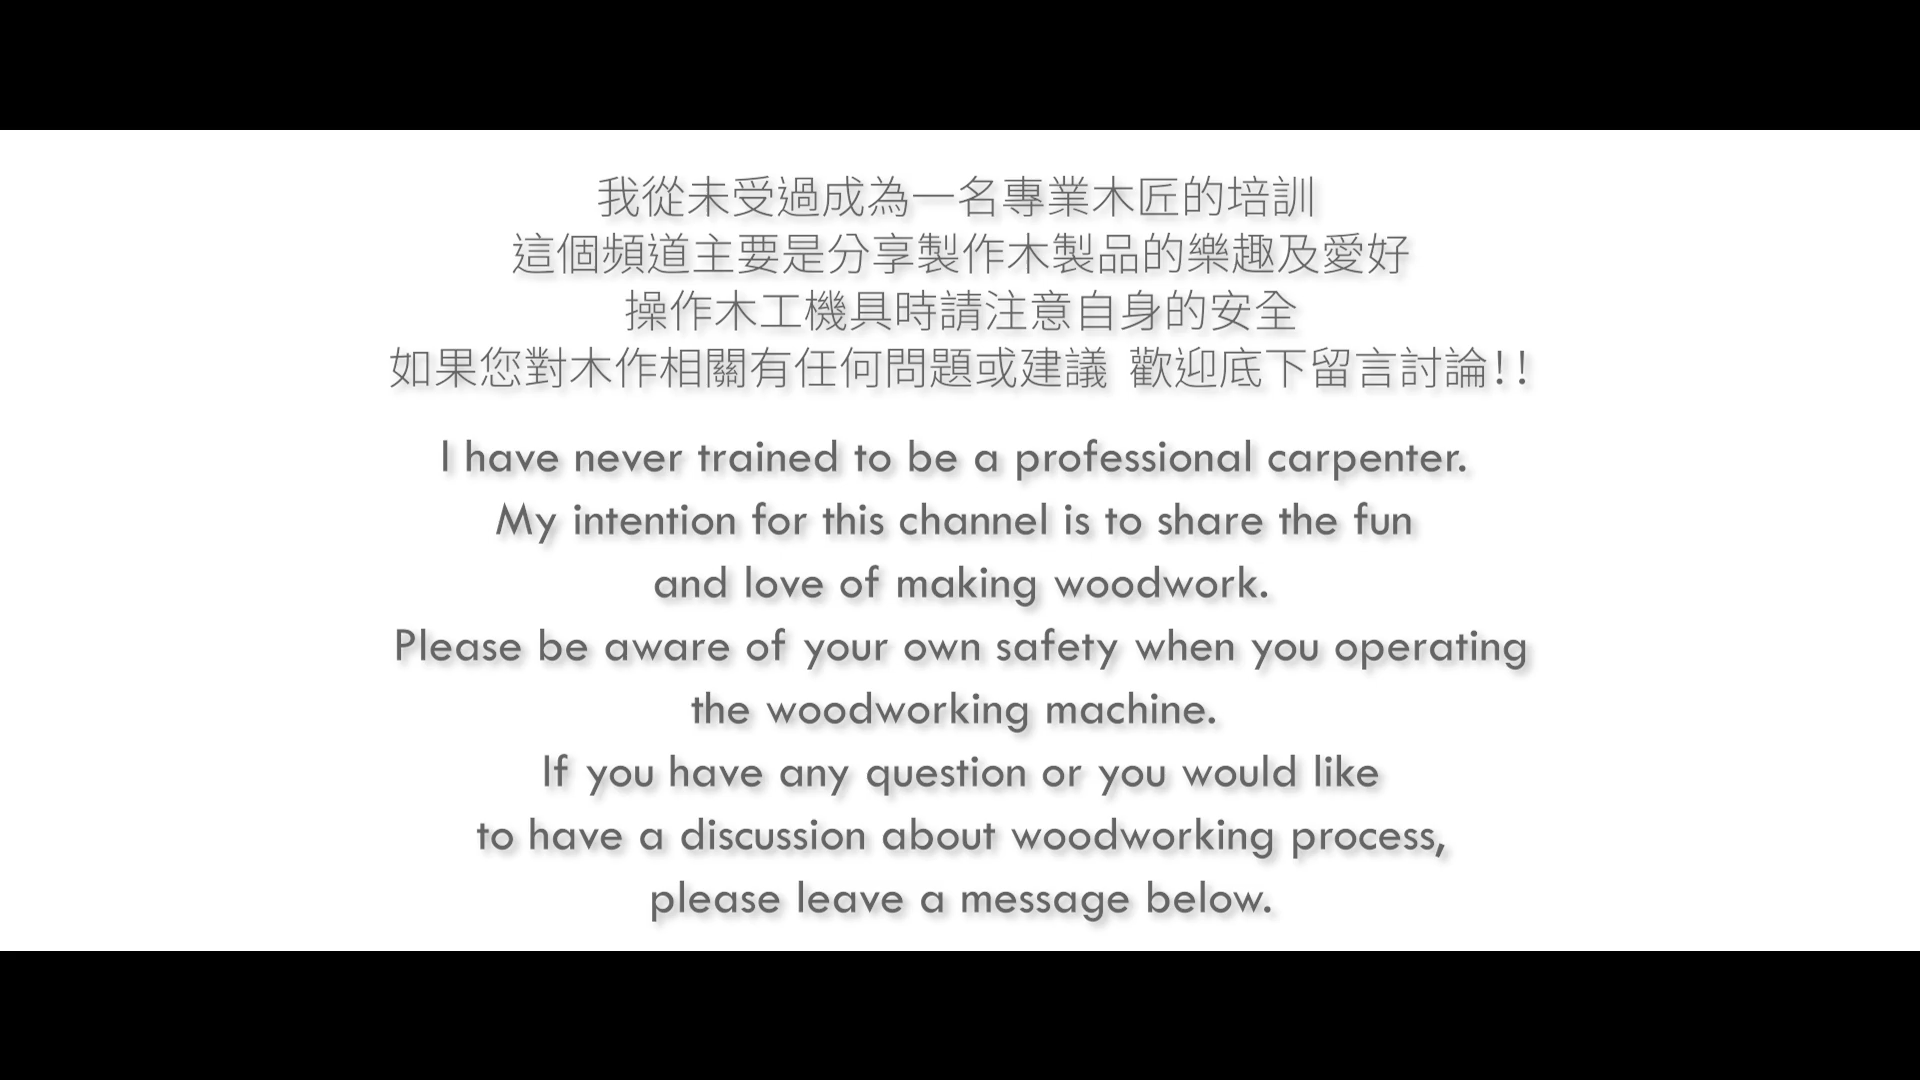 我從未受過成為一名專業木匠的培訓
這個頻道主要是分享製作木製品的樂趣及愛好
操作木工機具時請注意自身的安全
如果您對木作相關有任何問題或建議 歡迎底下留言討論!!
I have never trained to be a professional carpenter.
My intention for this channel is to share the fun
and love of making woodwork.
Please be aware of your own safety when you operating
the woodworking machine.
If you have any question or you would like
to have a discussion about woodworking process,
please leave a message below.